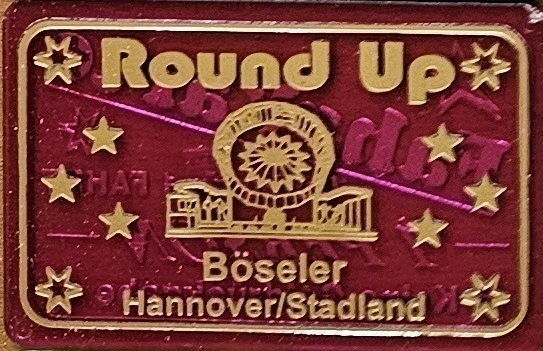 Round Up
Böseler
Hannover/Stadland